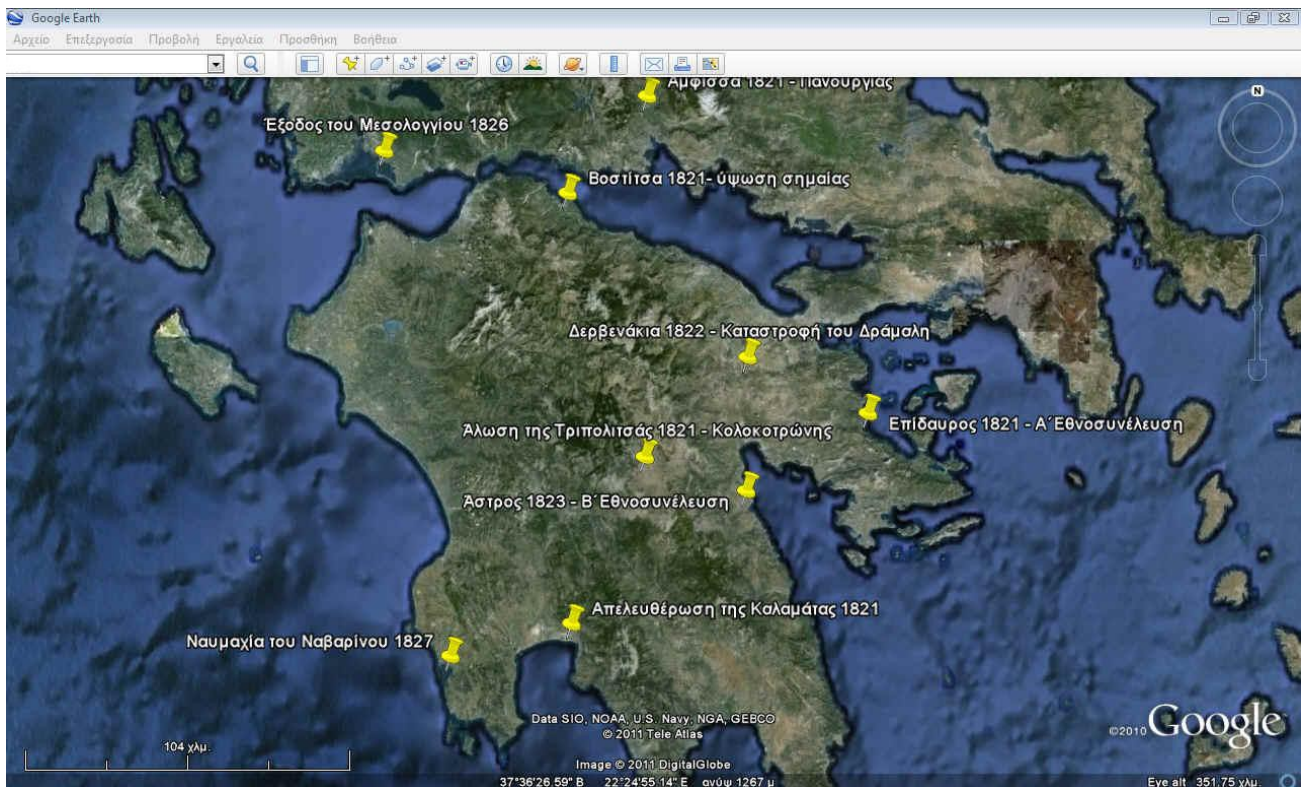 Google Earth
Αρχείο Επεξεργασία Προβολή Εργαλεία Προσθήκη Βοήθεια
Άμφισσα 1821 - Πανουργιάς
N
Έξοδος του Μεσολογγίου 1826
Βοστίτσα 1821- ύψωση σημαίας
Δερβενάκια 1822 - Καταστροφή του Δράμαλη
Επίδαυρος 1821 - Α΄Εθνοσυνέλευση
Άλωση της Τριπολιτσάς 1821 - Κολοκοτρώνης
Άστρος 1823 - Β΄Εθνοσυνέλευση
Απελευθέρωση της Καλαμάτας 1821
Ναυμαχία του Ναβαρίνου 1827
Data SIO, NOAA, U.S. Navy, NGA, GEBCO
© 2011 Tele Atlas
©2010 Google
104 χλμ.
Image © 2011 DigitalGlobe
37°36'26.59" Β 22°24'55.14" Ε ανύψ 1267 μ Eye alt 351,75 χλμ.